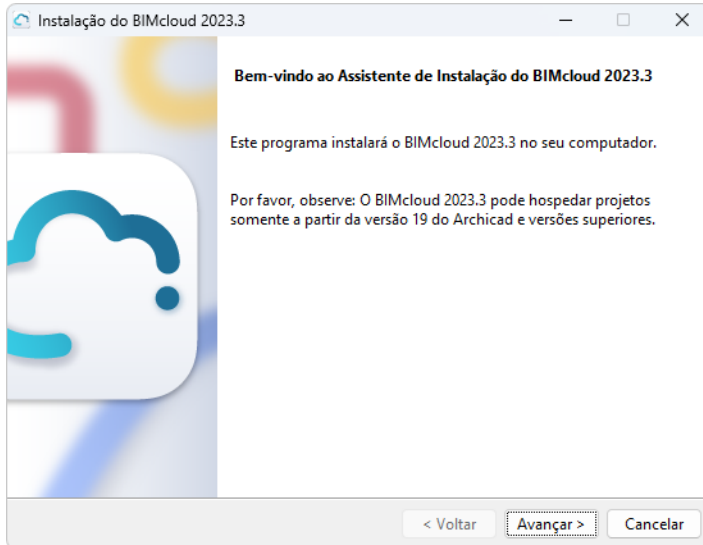 Instalação do BIMcloud 2023.3
Bem-vindo ao Assistente de Instalação do BIMcloud 2023.3
Este programa instalará o BIMcloud 2023.3 no seu computador.
Por favor, observe: O BIMcloud 2023.3 pode hospedar projetos
somente a partir da versão 19 do Archicad e versões superiores.
< Voltar
Avançar >
Cancelar